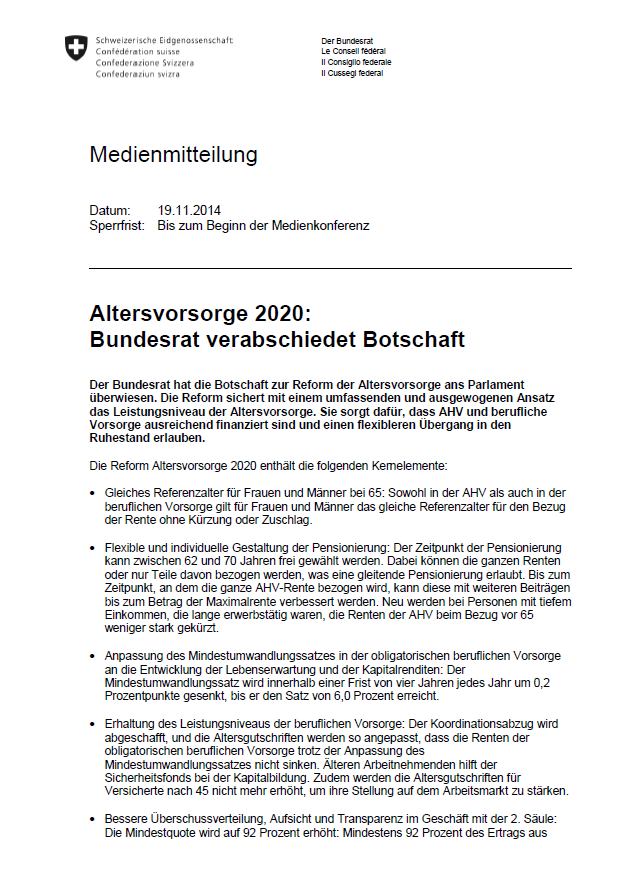 Schweizerische Eidgenossenschaft
Confédération suisse
Confederazione Svizzera
Confederaziun svizra
Der Bundesrat
Le Conseil fédéral
Il Consiglio federale
Il Cussegl federal
Medienmitteilung
Datum: 19.11.2014
Sperrfrist: Bis zum Beginn der Medienkonferenz
Altersvorsorge 2020:
Bundesrat verabschiedet Botschaft
Der Bundesrat hat die Botschaft zur Reform der Altersvorsorge ans Parlament
überwiesen. Die Reform sichert mit einem umfassenden und ausgewogenen Ansatz
das Leistungsniveau der Altersvorsorge. Sie sorgt dafür, dass AHV und berufliche
Vorsorge ausreichend finanziert sind und einen flexibleren Übergang in den
Ruhestand erlauben.
Die Reform Altersvorsorge 2020 enthält die folgenden Kernelemente:
• Gleiches Referenzalter für Frauen und Männer bei 65: Sowohl in der AHV als auch in der
beruflichen Vorsorge gilt für Frauen und Männer das gleiche Referenzalter für den Bezug
der Rente ohne Kürzung oder Zuschlag.
• Flexible und individuelle Gestaltung der Pensionierung: Der Zeitpunkt der Pensionierung
kann zwischen 62 und 70 Jahren frei gewählt werden. Dabei können die ganzen Renten
oder nur Teile davon bezogen werden, was eine gleitende Pensionierung erlaubt. Bis zum
Zeitpunkt, an dem die ganze AHV-Rente bezogen wird, kann diese mit weiteren Beiträgen
bis zum Betrag der Maximalrente verbessert werden. Neu werden bei Personen mit tiefem
Einkommen, die lange erwerbstätig waren, die Renten der AHV beim Bezug vor 65
weniger stark gekürzt.
• Anpassung des Mindestumwandlungssatzes in der obligatorischen beruflichen Vorsorge
an die Entwicklung der Lebenserwartung und der Kapitalrenditen: Der
Mindestumwandlungssatz wird innerhalb einer Frist von vier Jahren jedes Jahr um 0,2
Prozentpunkte gesenkt, bis er den Satz von 6,0 Prozent erreicht.
• Erhaltung des Leistungsniveaus der beruflichen Vorsorge: Der Koordinationsabzug wird
abgeschafft, und die Altersgutschriften werden so angepasst, dass die Renten der
obligatorischen beruflichen Vorsorge trotz der Anpassung des
Mindestumwandlungssatzes nicht sinken. Älteren Arbeitnehmenden hilft der
Sicherheitsfonds bei der Kapitalbildung. Zudem werden die Altersgutschriften für
Versicherte nach 45 nicht mehr erhöht, um ihre Stellung auf dem Arbeitsmarkt zu stärken.
• Bessere Überschussverteilung, Aufsicht und Transparenz im Geschäft mit der 2. Säule:
Die Mindestquote wird auf 92 Prozent erhöht: Mindestens 92 Prozent des Ertrags aus